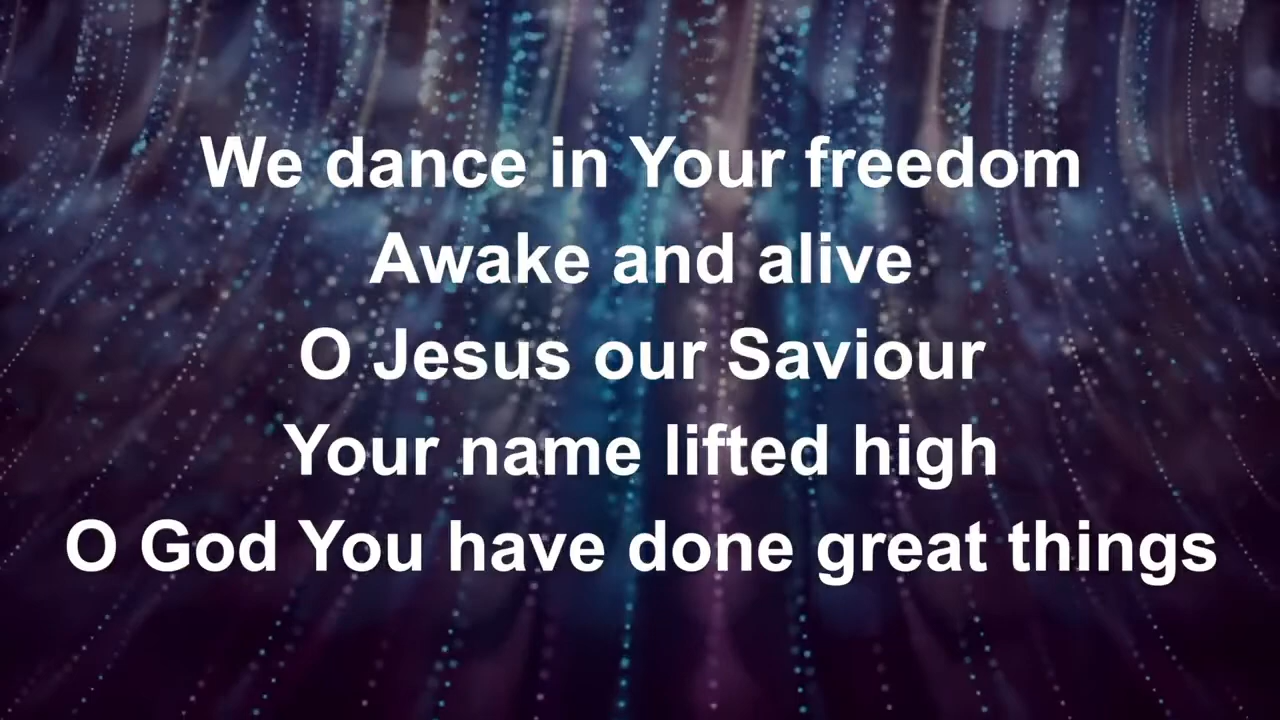 We dance in Your freedom
Awake and alive
O Jesus our Saviour
Your name lifted high
O God You have done great things